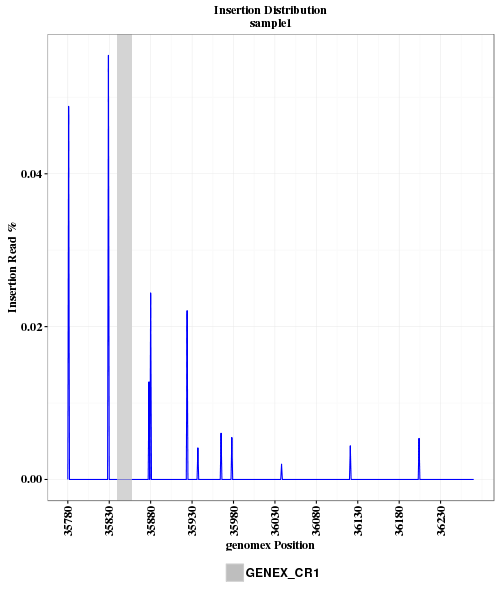 Insertion Distribution
sample1
Insertion Read %
0.04
0.02
0.00
35780
35830
35880
35930
35980
36030
36080
36130
36180
36230
genomex Position
GENEX_CR1